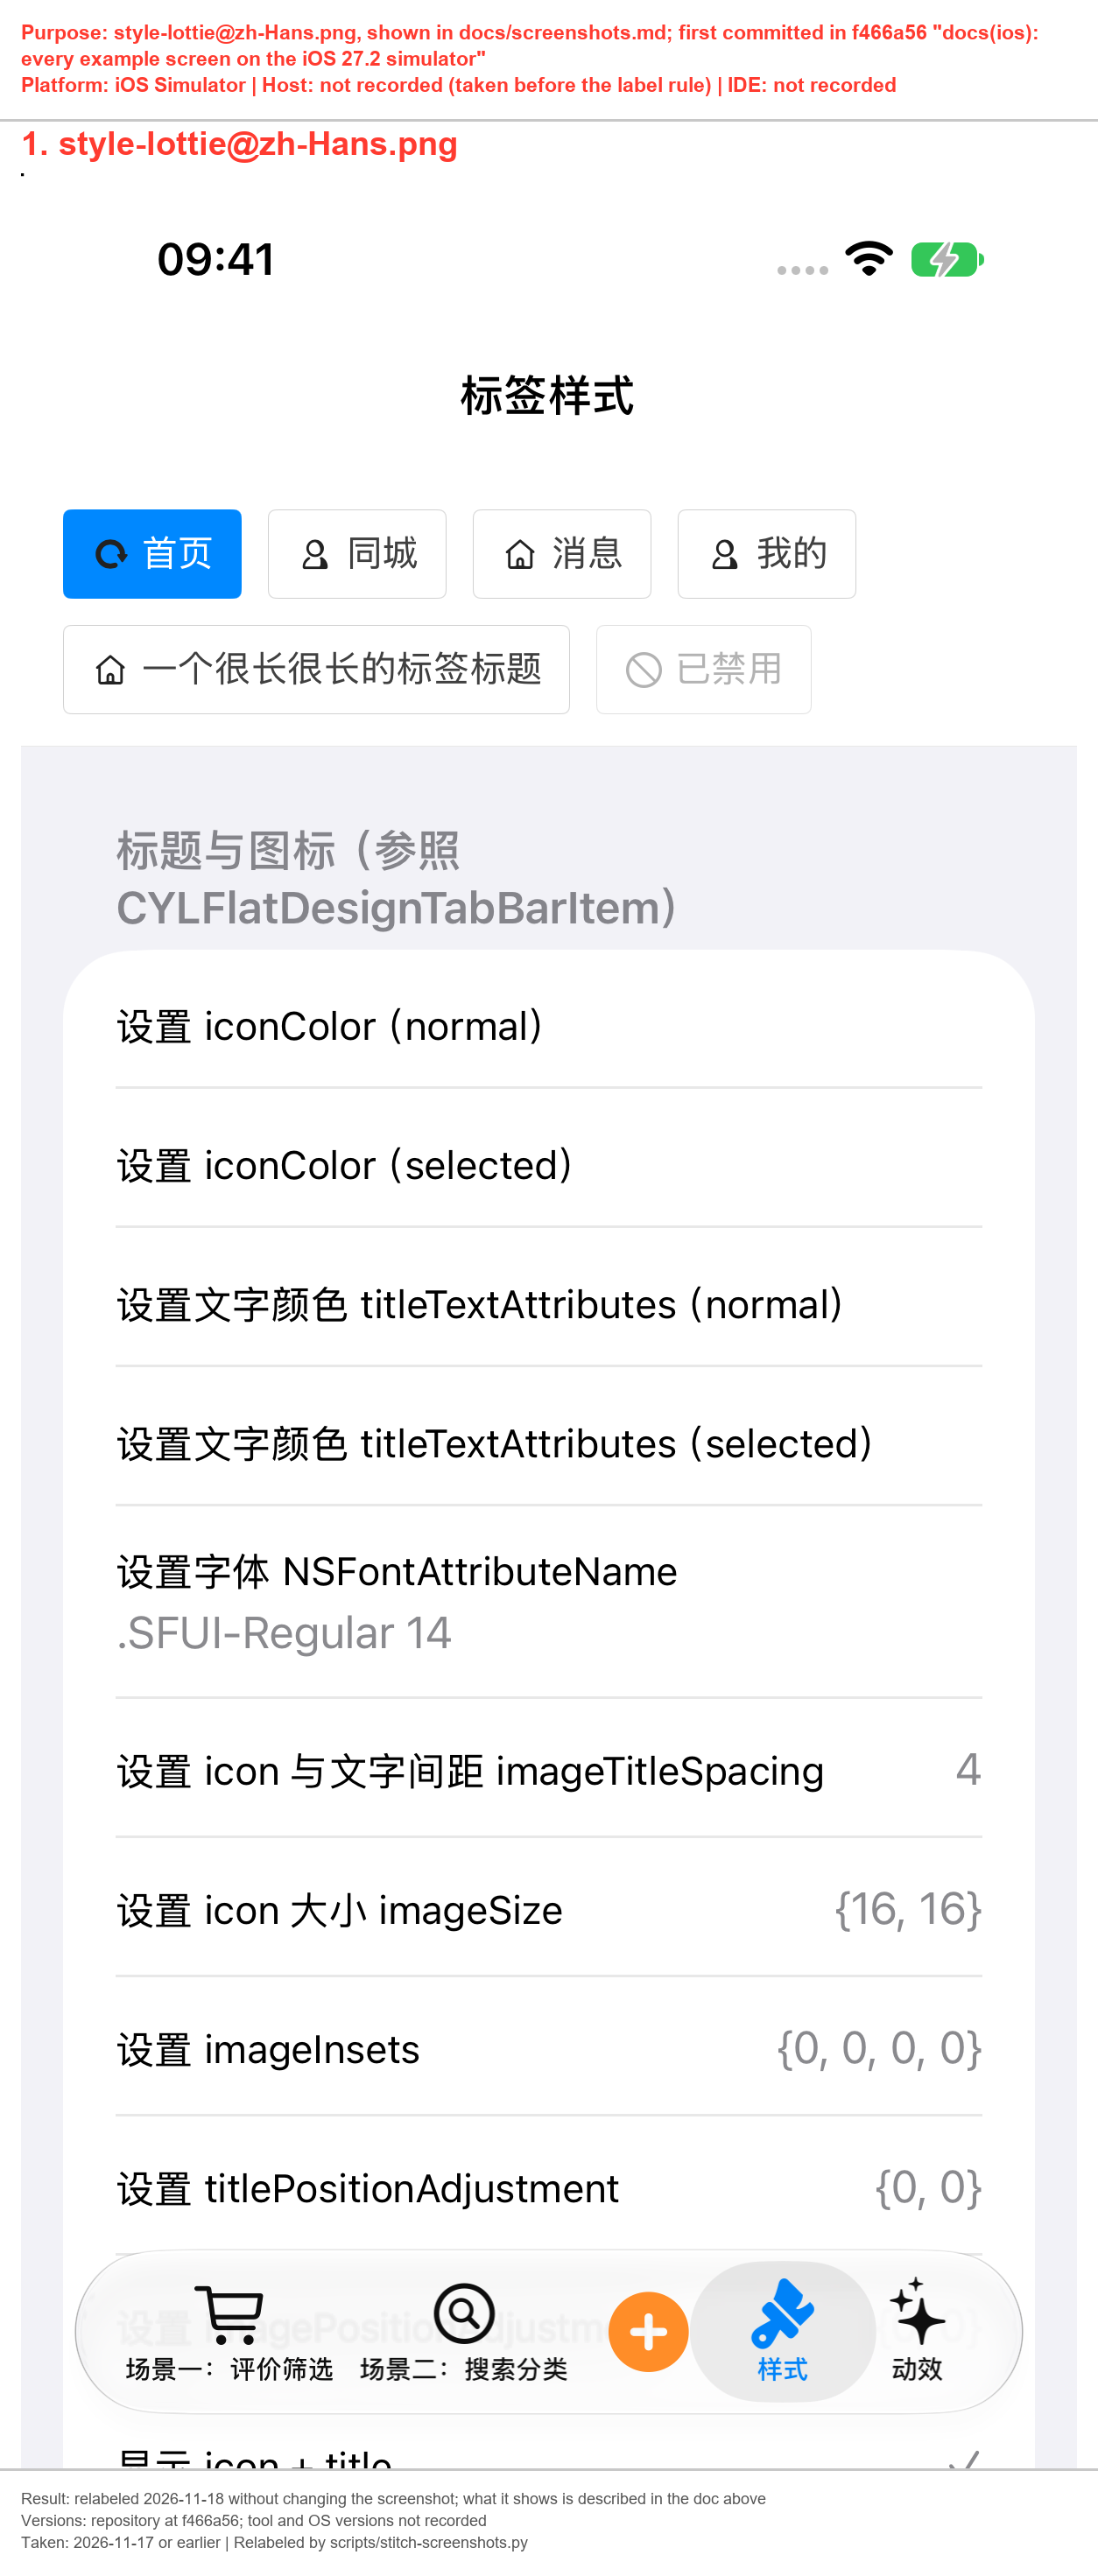 Purpose: style-lottie@zh-Hans.png, shown in docs/screenshots.md; first committed in f466a56 "docs(ios):
every example screen on the iOS 27.2 simulator"
Platform: iOS Simulator | Host: not recorded (taken before the label rule) | IDE: not recorded
1. style-lottie@zh-Hans.png
09:41
标签样式
首页 同城 消息 我的
一个很长很长的标签标题 已禁用
标题与图标（参照
CYLFlatDesignTabBarItem）
设置 iconColor（normal）
设置 iconColor（selected）
设置文字颜色 titleTextAttributes（normal）
设置文字颜色 titleTextAttributes（selected）
设置字体 NSFontAttributeName
.SFUI-Regular 14
设置 icon 与文字间距 imageTitleSpacing 4
设置 icon 大小 imageSize {16, 16}
设置 imageInsets {0, 0, 0, 0}
设置 titlePositionAdjustment {0, 0}
场景一：评价筛选 场景二：搜索分类 样式 动效
显示 icon + title
Result: relabeled 2026-11-18 without changing the screenshot; what it shows is described in the doc above
Versions: repository at f466a56; tool and OS versions not recorded
Taken: 2026-11-17 or earlier | Relabeled by scripts/stitch-screenshots.py